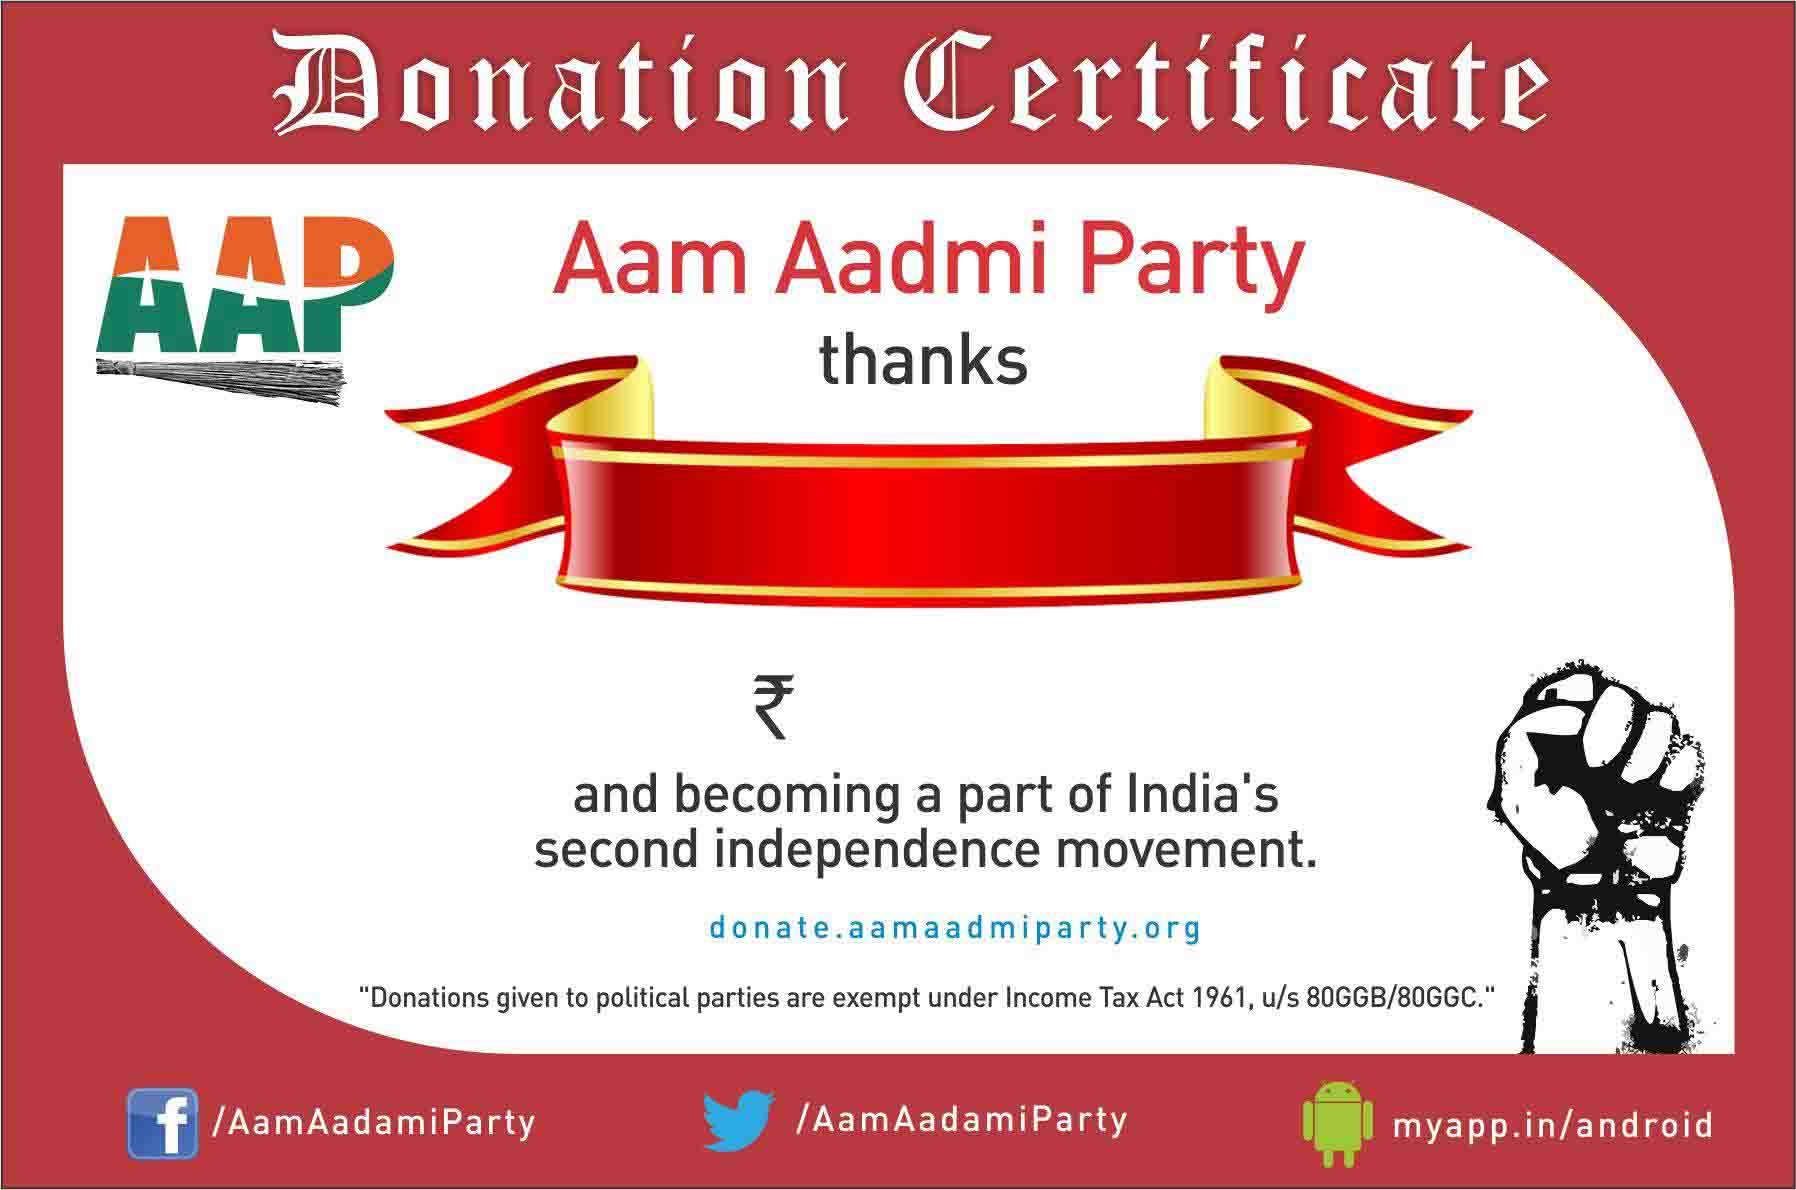 Donation Certificate
AAP
Aam Aadmi Party
thanks
₹
and becoming a part of India's
second independence movement.
donate.aamaadmiparty.org
"Donations given to political parties are exempt under Income Tax Act 1961, u/s 80GGB/80GGC."
f /AamAadamiParty
/AamAadamiParty
myapp.in/android